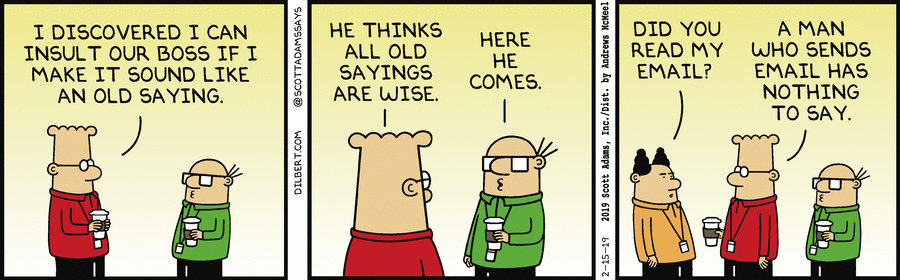 I DISCOVERED I CAN
INSULT OUR BOSS IF I
MAKE IT SOUND LIKE
AN OLD SAYING.
DILBERT.COM @SCOTTADAMSSAYS
HE THINKS
ALL OLD
SAYINGS
ARE WISE.
HERE
HE
COMES.
2-15-19 2019 Scott Adams, Inc./Dist. by Andrews McMeel
DID YOU
READ MY
EMAIL?
A MAN
WHO SENDS
EMAIL HAS
NOTHING
TO SAY.